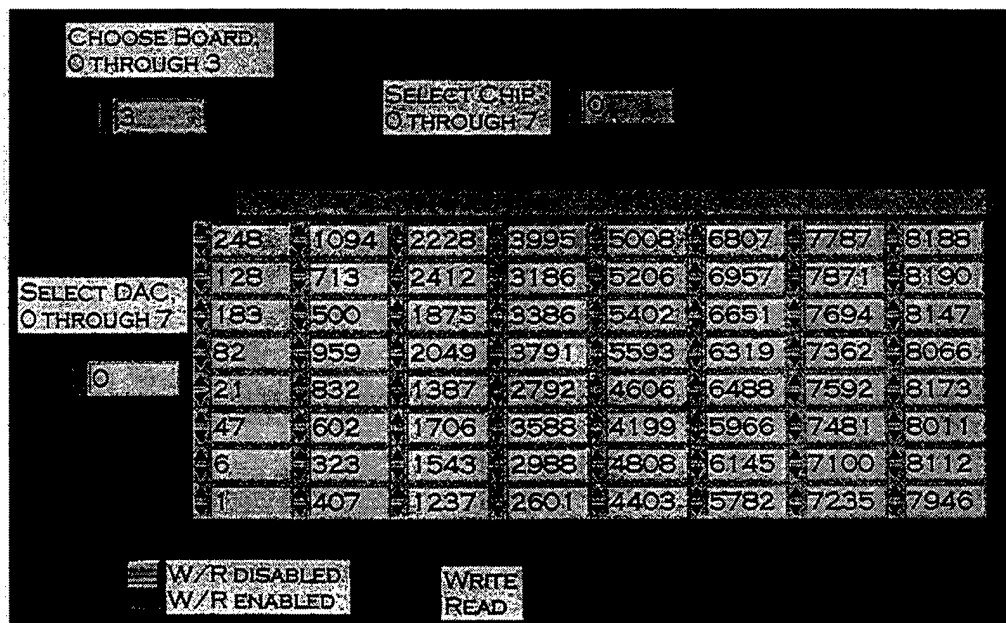 CHOOSE BOARD,
0 THROUGH 3
3
SELECT CHIP
0 THROUGH 7
0
248 1094 2228 3995 5008 6807 7787 8188
128 713 2412 3186 5206 6957 7871 8190
SELECT DAC,
0 THROUGH 7
183 500 1875 3386 5402 6651 7694 8147
82 959 2049 3791 5593 6319 7362 8066
0
21 832 1387 2792 4606 6488 7592 8173
47 602 1706 3588 4199 5966 7481 8011
6 323 1543 2988 4808 6145 7100 8112
1 407 1237 2601 4403 5782 7235 7946
W/R DISABLED
W/R ENABLED
WRITE
READ